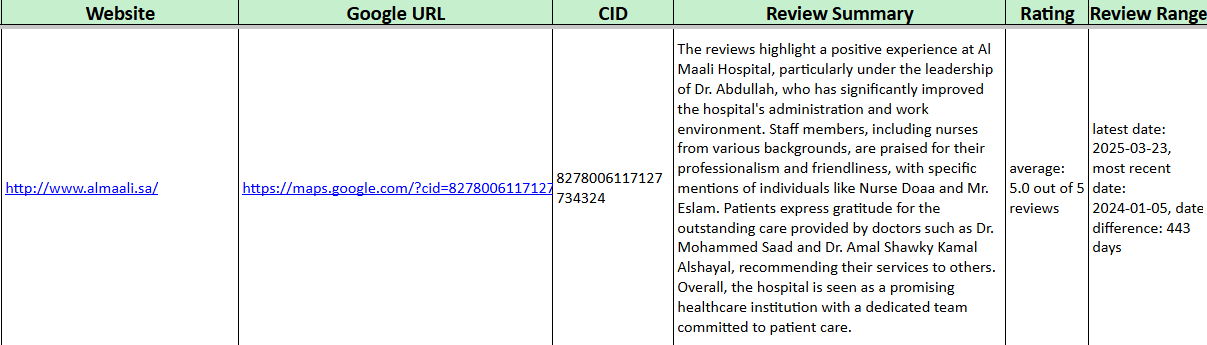 Website Google URL CID Review Summary Rating Review Range
http://www.almaali.sa/
https://maps.google.com/?cid=8278006117127
8278006117127
734324
The reviews highlight a positive experience at Al
Maali Hospital, particularly under the leadership
of Dr. Abdullah, who has significantly improved
the hospital's administration and work
environment. Staff members, including nurses
from various backgrounds, are praised for their
professionalism and friendliness, with specific
mentions of individuals like Nurse Doaa and Mr.
Eslam. Patients express gratitude for the
outstanding care provided by doctors such as Dr.
Mohammed Saad and Dr. Amal Shawky Kamal
Alshayal, recommending their services to others.
Overall, the hospital is seen as a promising
healthcare institution with a dedicated team
committed to patient care.
average:
5.0 out of 5
reviews
latest date:
2025-03-23,
most recent
date:
2024-01-05, date
difference: 443
days